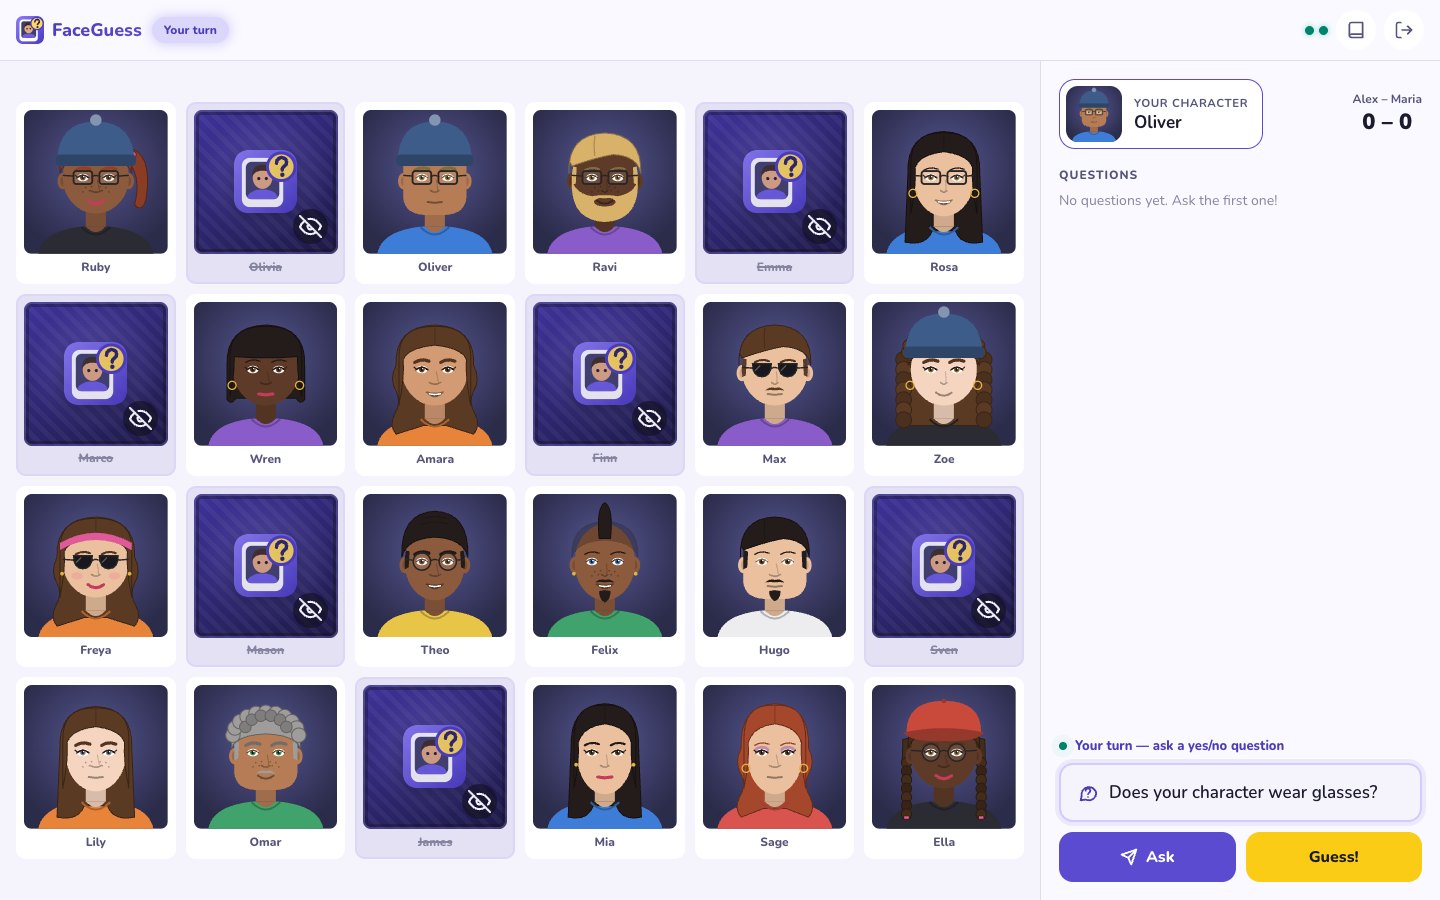 FaceGuess
Your turn
YOUR CHARACTER
Oliver
Alex – Maria
0 – 0
QUESTIONS
No questions yet. Ask the first one!
Ruby
Olivia
Oliver
Ravi
Emma
Rosa
Marco
Wren
Amara
Finn
Max
Zoe
Freya
Mason
Theo
Felix
Hugo
Sven
Lily
Omar
James
Mia
Sage
Ella
Your turn — ask a yes/no question
Does your character wear glasses?
Ask
Guess!